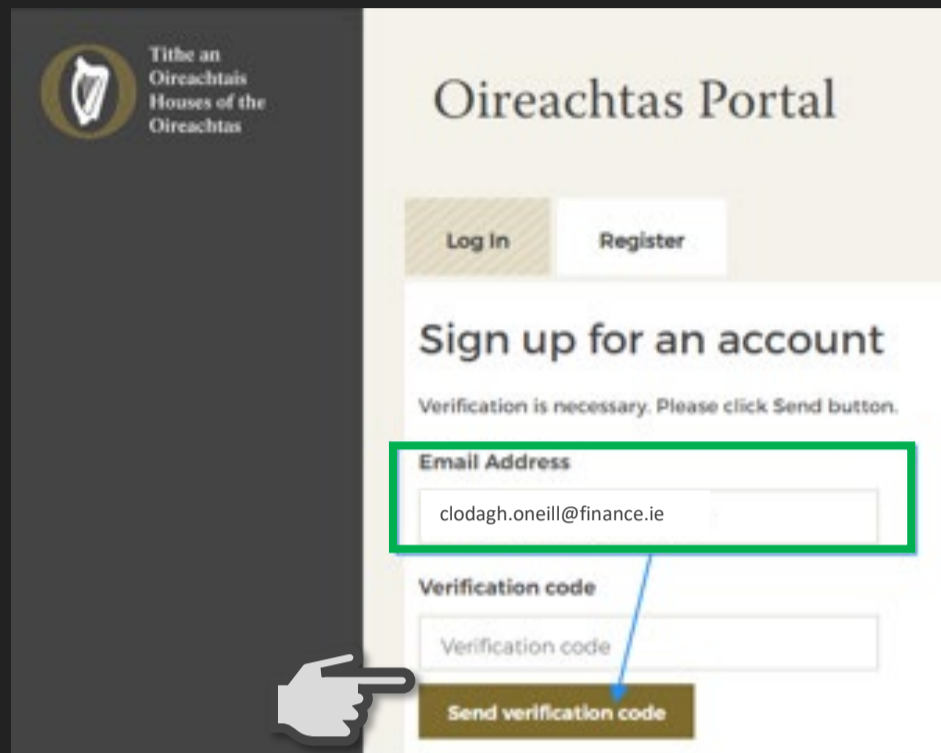 Tithe an
Oireachtais
Houses of the
Oireachtas
Oireachtas Portal
Log In
Register
Sign up for an account
Verification is necessary. Please click Send button.
Email Address
clodagh.oneill@finance.ie
Verification code
Verification code
Send verification code